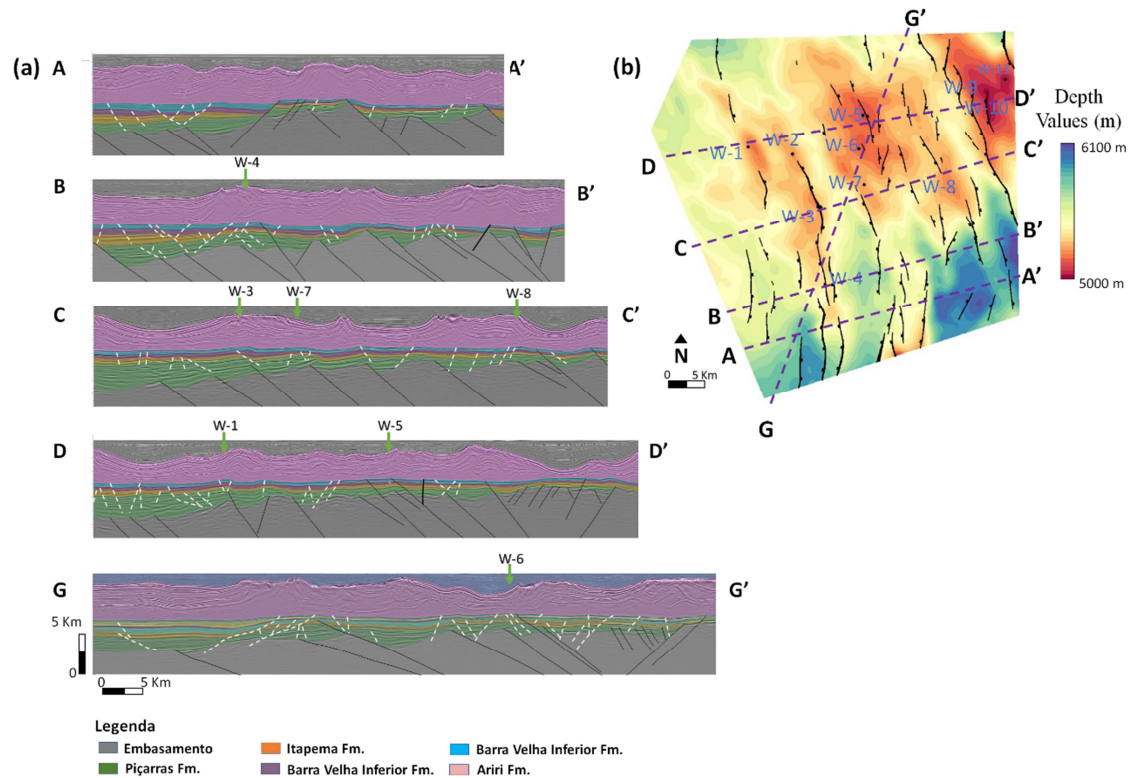 (a)
A
A’
W-4
B
B’
W-3
W-7
W-8
C
C’
W-1
W-5
D
D’
W-6
G
G’
5 Km
0
0
5 Km
Legenda
Embasamento
Itapema Fm.
Barra Velha Inferior Fm.
Piçarras Fm.
Barra Velha Inferior Fm.
Ariri Fm.
(b)
G’
W-11
W-9
D’
W-10
W-5
W-2
W-1
W-6
D
C’
W-7
W-8
W-3
C
B’
W-4
A’
B
A
N
0
5 Km
G
Depth
Values (m)
6100 m
5000 m